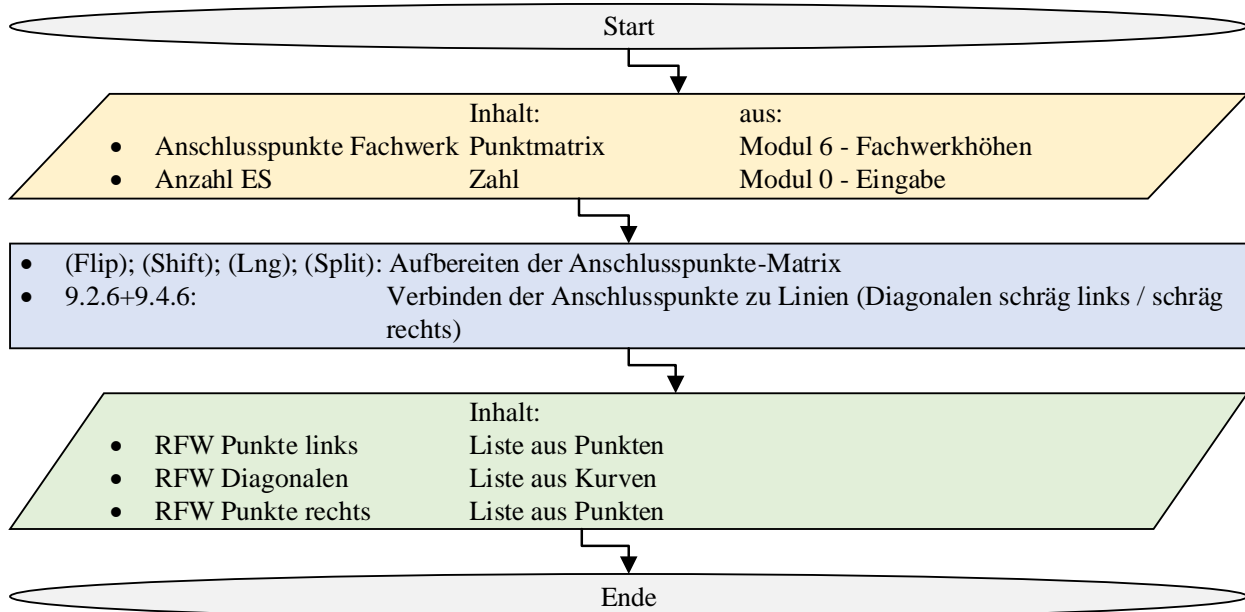 Start
Inhalt: aus:
• Anschlusspunkte Fachwerk Punktmatrix Modul 6 - Fachwerkhöhen
• Anzahl ES Zahl Modul 0 - Eingabe
• (Flip); (Shift); (Lng); (Split): Aufbereiten der Anschlusspunkte-Matrix
• 9.2.6+9.4.6: Verbinden der Anschlusspunkte zu Linien (Diagonalen schräg links / schräg
rechts)
Inhalt:
• RFW Punkte links Liste aus Punkten
• RFW Diagonalen Liste aus Kurven
• RFW Punkte rechts Liste aus Punkten
Ende